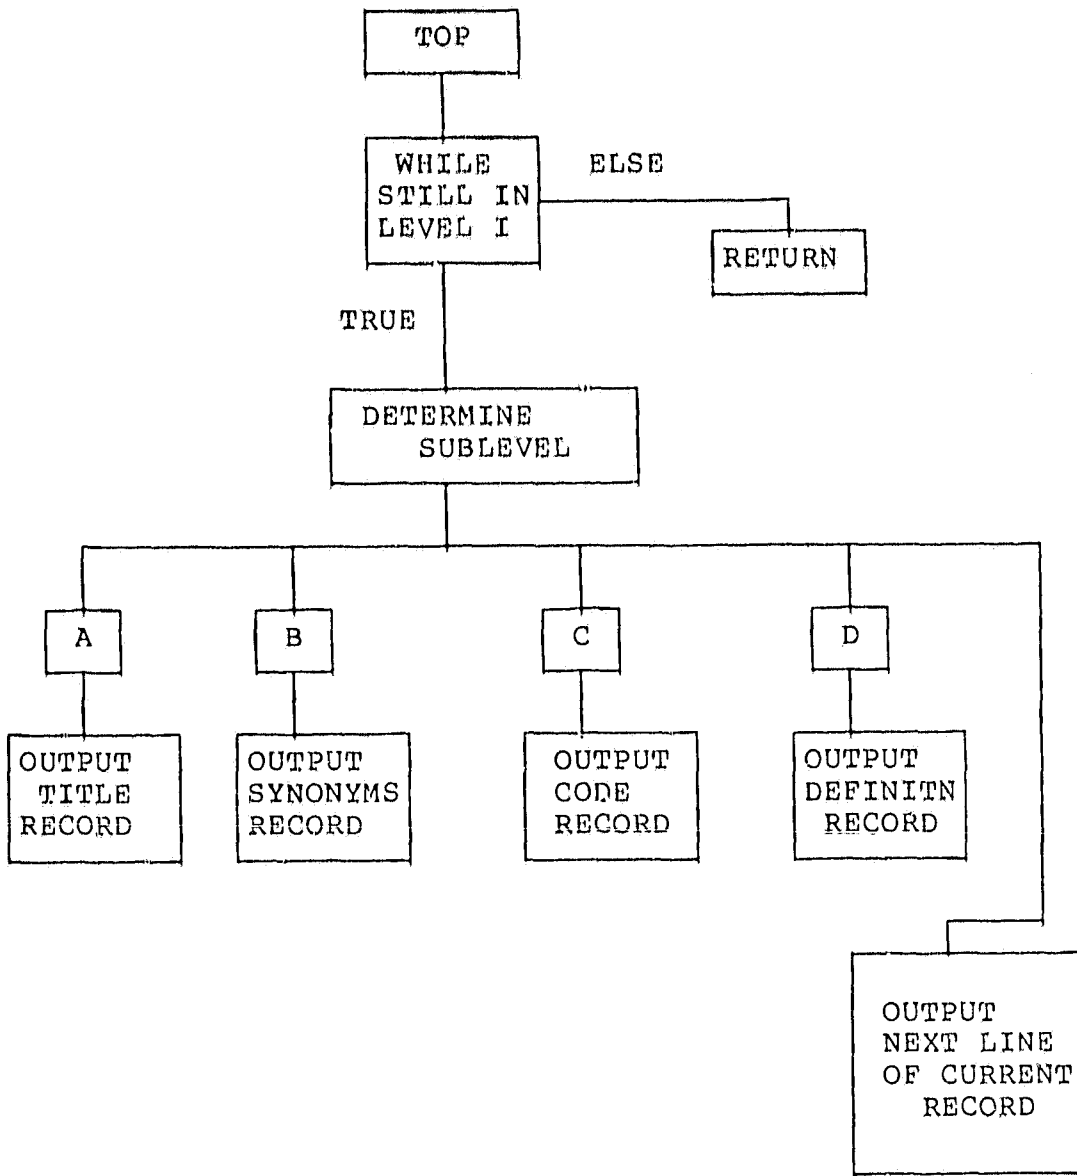 TOP
WHILE
STILL IN
LEVEL I
ELSE
RETURN
TRUE
DETERMINE
SUBLEVEL
A
B
C
D
OUTPUT
TITLE
RECORD
OUTPUT
SYNONYMS
RECORD
OUTPUT
CODE
RECORD
OUTPUT
DEFINITN
RECORD
OUTPUT
NEXT LINE
OF CURRENT
RECORD